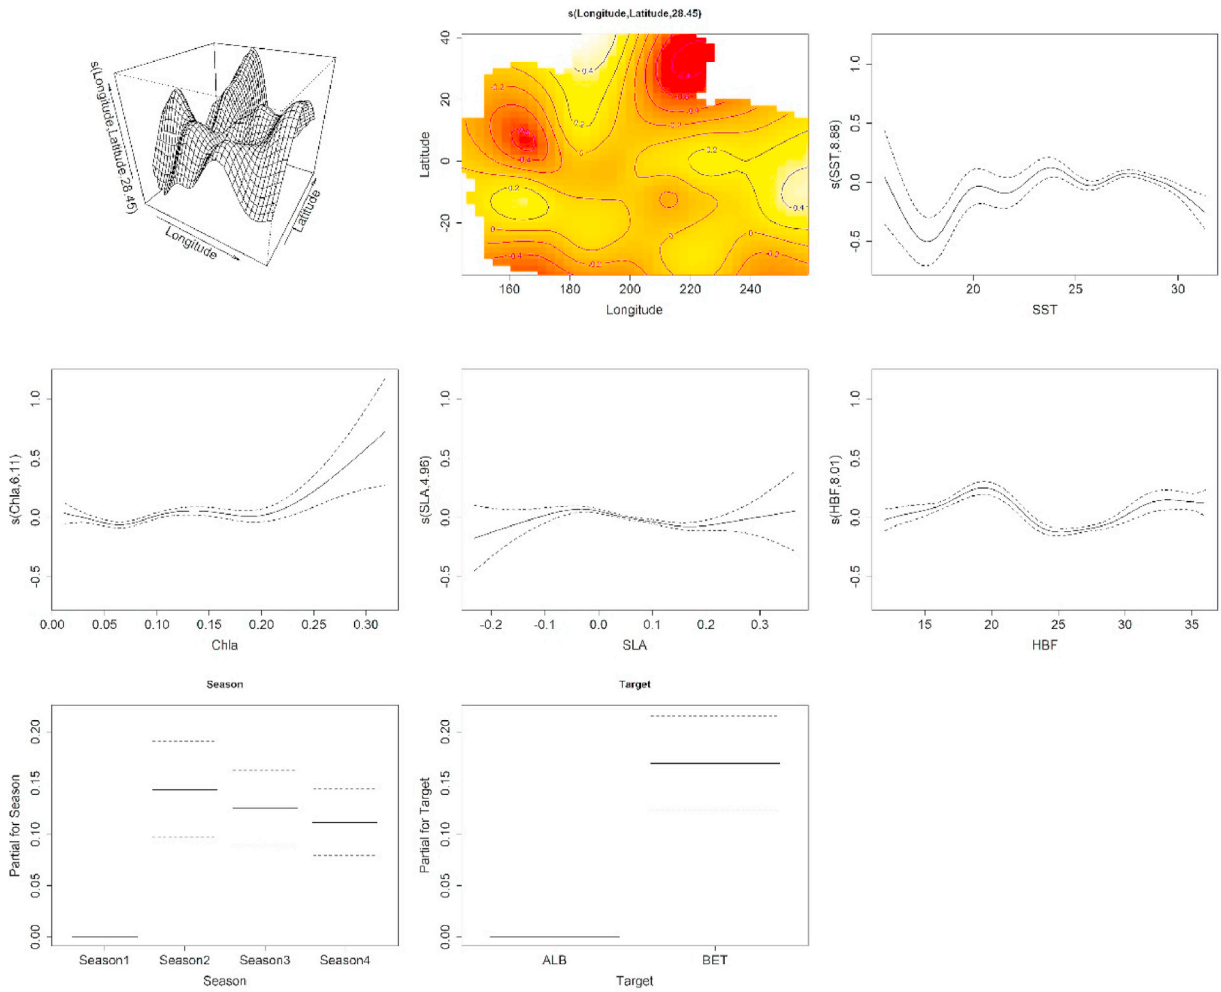 s(Longitude,Latitude,28.45)
Longitude
Latitude
s(Longitude,Latitude,28.45)
Latitude
40
20
0
-20
160 180 200 220 240
Longitude
s(SST,8.88)
1.0
0.5
0.0
-0.5
20 25 30
SST
s(Chla,6.11)
1.0
0.5
0.0
-0.5
0.00 0.05 0.10 0.15 0.20 0.25 0.30
Chla
s(SLA,4.96)
1.0
0.5
0.0
-0.5
-0.2 -0.1 0.0 0.1 0.2 0.3
SLA
s(HBF,8.01)
1.0
0.5
0.0
-0.5
15 20 25 30 35
HBF
Season
Partial for Season
0.20
0.15
0.10
0.05
0.00
Season1 Season2 Season3 Season4
Season
Target
Partial for Target
0.20
0.15
0.10
0.05
0.00
ALB BET
Target